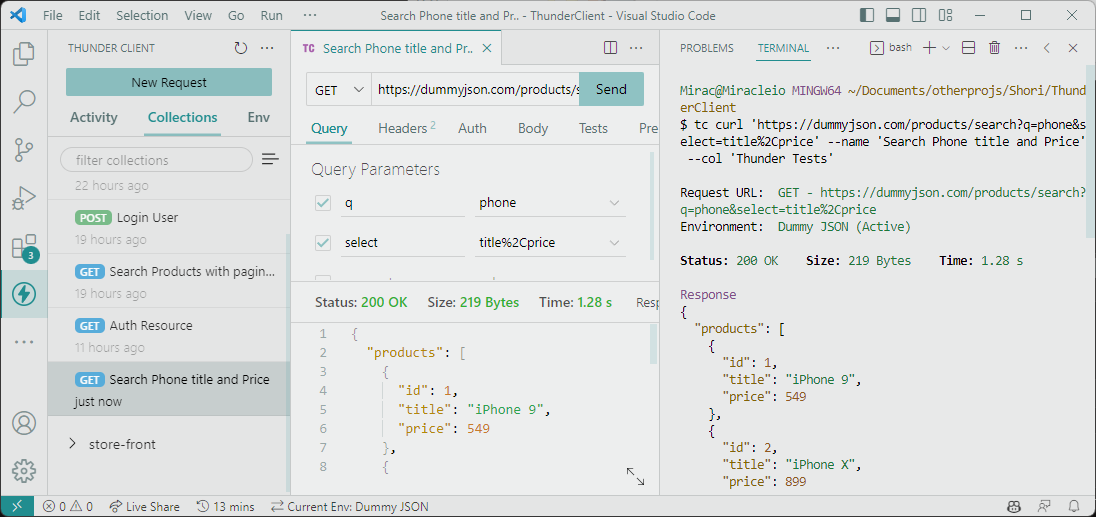 File Edit Selection View Go Run ··· Search Phone title and Pr.. - ThunderClient - Visual Studio Code
THUNDER CLIENT
New Request
Activity Collections Env
filter collections
22 hours ago
POST Login User
19 hours ago
GET Search Products with pagin...
19 hours ago
GET Auth Resource
11 hours ago
GET Search Phone title and Price
just now
store-front
3
TC Search Phone title and Pr..
GET https://dummyjson.com/products/s Send
Query Headers 2 Auth Body Tests Pre
Query Parameters
q phone
select title%2Cprice
Status: 200 OK Size: 219 Bytes Time: 1.28 s Resp
1 {
2 "products": [
3 {
4 "id": 1,
5 "title": "iPhone 9",
6 "price": 549
7 },
8 {
PROBLEMS TERMINAL ··· bash
Mirac@Miracleio MINGW64 ~/Documents/otherprojs/Shori/Thund
erClient
$ tc curl 'https://dummyjson.com/products/search?q=phone&s
elect=title%2Cprice' --name 'Search Phone title and Price'
--col 'Thunder Tests'
Request URL: GET - https://dummyjson.com/products/search?
q=phone&select=title%2Cprice
Environment: Dummy JSON (Active)
Status: 200 OK Size: 219 Bytes Time: 1.28 s
Response
{
"products": [
{
"id": 1,
"title": "iPhone 9",
"price": 549
},
{
"id": 2,
"title": "iPhone X",
"price": 899
0 0 Live Share 13 mins Current Env: Dummy JSON